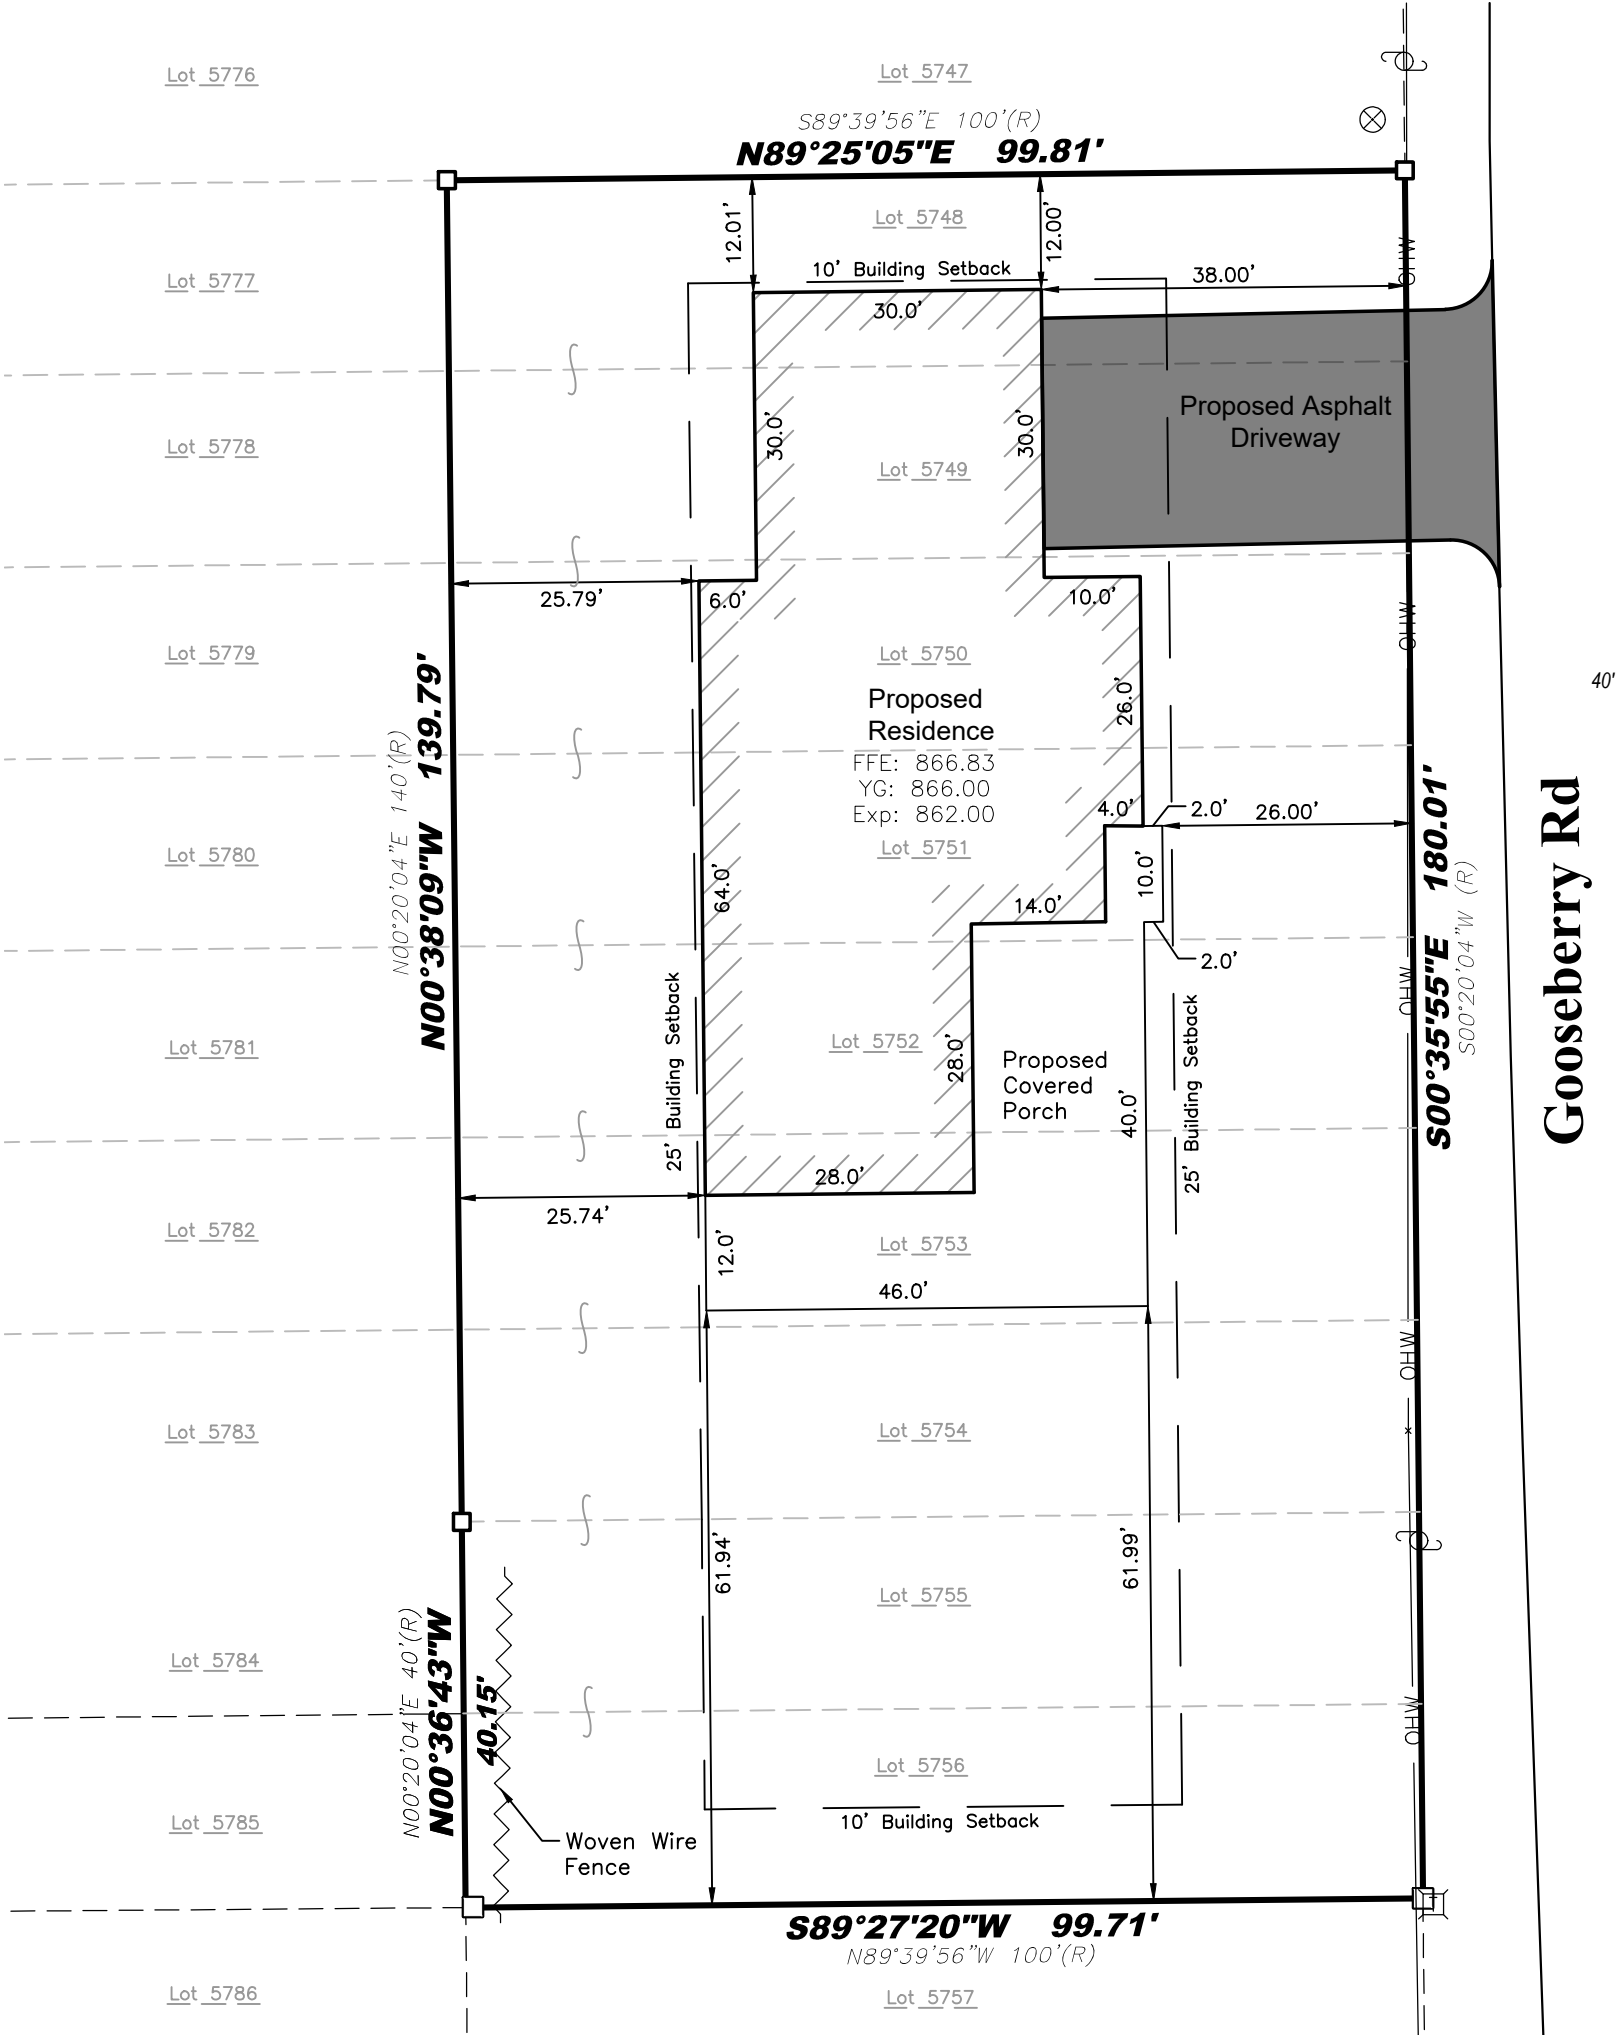 Lot 5776
Lot 5747
S89°39'56"E 100'(R)
N89°25'05"E 99.81'
12.01'
Lot 5748
12.00'
OHW
10' Building Setback
38.00'
Lot 5777
30.0'
Proposed Asphalt
Driveway
30.0'
30.0'
Lot 5778
Lot 5749
25.79'
6.0'
10.0'
OHW
Lot 5779
Lot 5750
40'
Proposed
Residence
FFE: 866.83
YG: 866.00
Exp: 862.00
26.0'
N00°20'04"E 140'(R)
N00°38'09"W 139.79'
4.0'
2.0'
26.00'
Lot 5780
Lot 5751
64.0'
10.0'
14.0'
2.0'
S00°35'55"E 180.01'
S00°20'04"W (R)
Gooseberry Rd
OHW
Lot 5781
Lot 5752
28.0'
Proposed
Covered
Porch
40.0'
25' Building Setback
25' Building Setback
28.0'
25.74'
Lot 5782
12.0'
Lot 5753
46.0'
OHW
Lot 5783
Lot 5754
61.94'
61.99'
Lot 5755
Lot 5784
N00°20'04"E 40'(R)
N00°36'43"W
40.15'
OHW
Lot 5756
Lot 5785
10' Building Setback
Woven Wire
Fence
S89°27'20"W 99.71'
N89°39'56"W 100'(R)
Lot 5786
Lot 5757